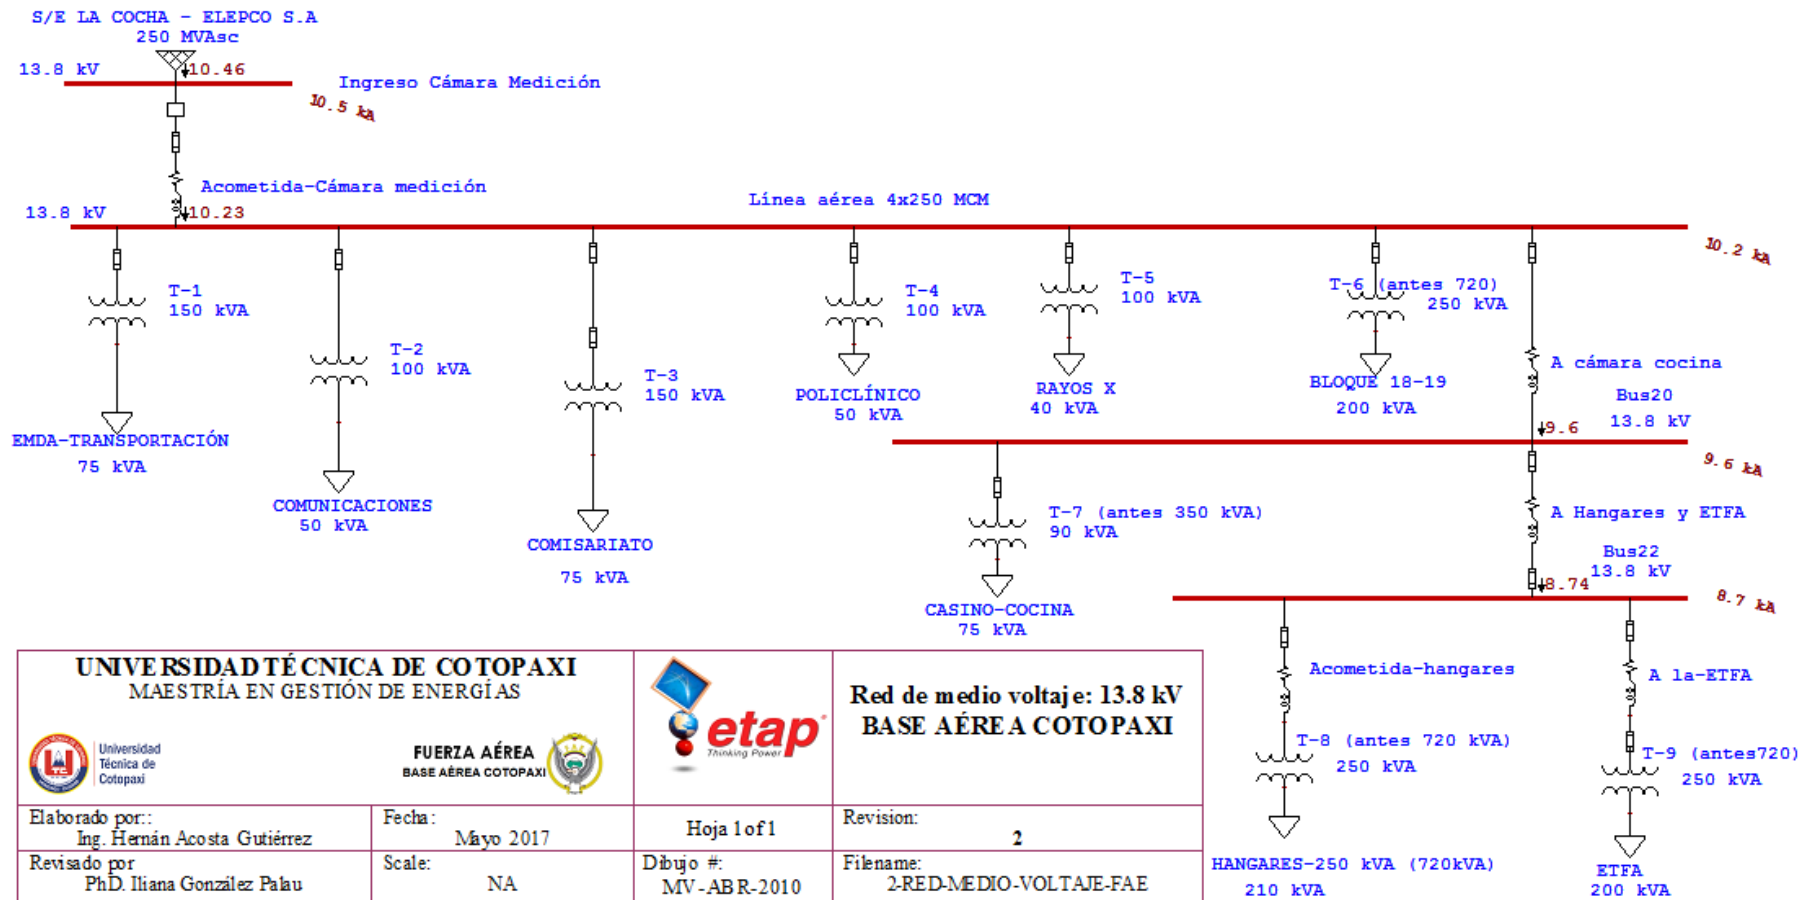 S/E LA COCHA - ELEPCO S.A
250 MVAsc
13.8 kV
10.46
Ingreso Cámara Medición
10.5 kA
Acometida-Cámara medición
13.8 kV
10.23
Línea aérea 4x250 MCM
10.2 kA
T-1
150 kVA
EMDA-TRANSPORTACIÓN
75 kVA
T-2
100 kVA
COMUNICACIONES
50 kVA
T-3
150 kVA
COMISARIATO
75 kVA
T-4
100 kVA
POLICLÍNICO
50 kVA
T-5
100 kVA
RAYOS X
40 kVA
T-6 (antes 720)
250 kVA
BLOQUE 18-19
200 kVA
A cámara cocina
Bus20
13.8 kV
9.6
9.6 kA
T-7 (antes 350 kVA)
90 kVA
CASINO-COCINA
75 kVA
A Hangares y ETFA
Bus22
13.8 kV
8.74
8.7 kA
Acometida-hangares
T-8 (antes 720 kVA)
250 kVA
HANGARES-250 kVA (720kVA)
210 kVA
A la-ETFA
T-9 (antes720)
250 kVA
ETFA
200 kVA
UNIVERSIDAD TÉCNICA DE COTOPAXI
MAESTRÍA EN GESTIÓN DE ENERGÍAS
UTC
Universidad
Técnica de
Cotopaxi
FUERZA AÉREA
BASE AÉREA COTOPAXI
etap
Thinking Power
Red de medio voltaje: 13.8 kV
BASE AÉREA COTOPAXI
Elaborado por::
Ing. Hernán Acosta Gutiérrez
Fecha:
Mayo 2017
Hoja 1 of 1
Revision:
2
Revisado por
PhD. Iliana González Palau
Scale:
NA
Dibujo #:
MV-ABR-2010
Filename:
2-RED-MEDIO-VOLTAJE-FAE